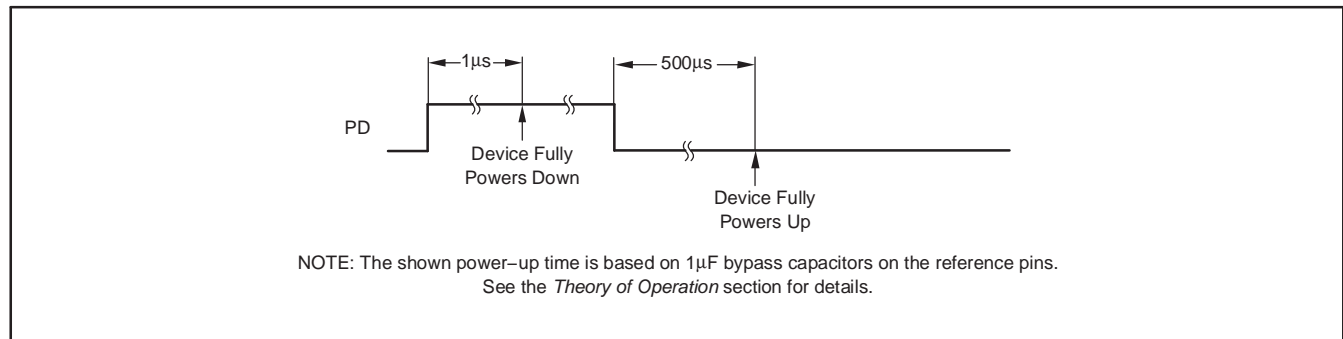 1μs
500μs
PD
Device Fully
Powers Down
Device Fully
Powers Up
NOTE: The shown power−up time is based on 1μF bypass capacitors on the reference pins.
See the Theory of Operation section for details.